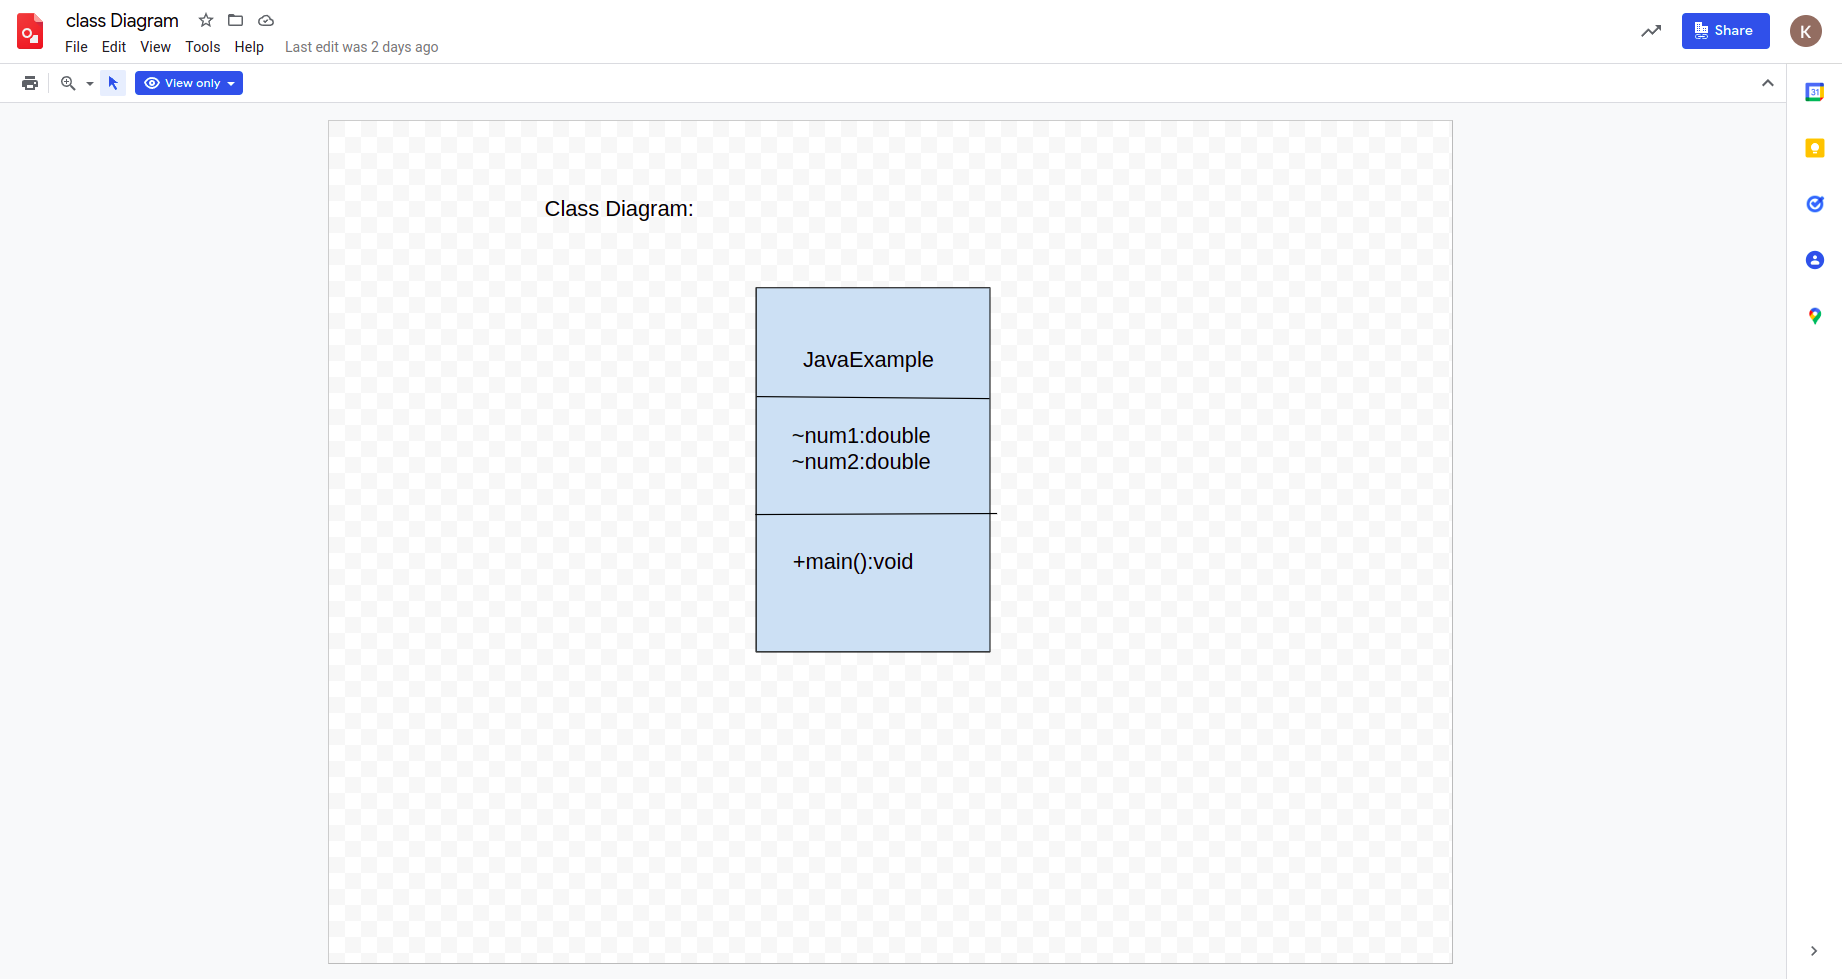 class Diagram
File Edit View Tools Help Last edit was 2 days ago
Share
K
View only
31
Class Diagram:
JavaExample
~num1:double
~num2:double
+main():void